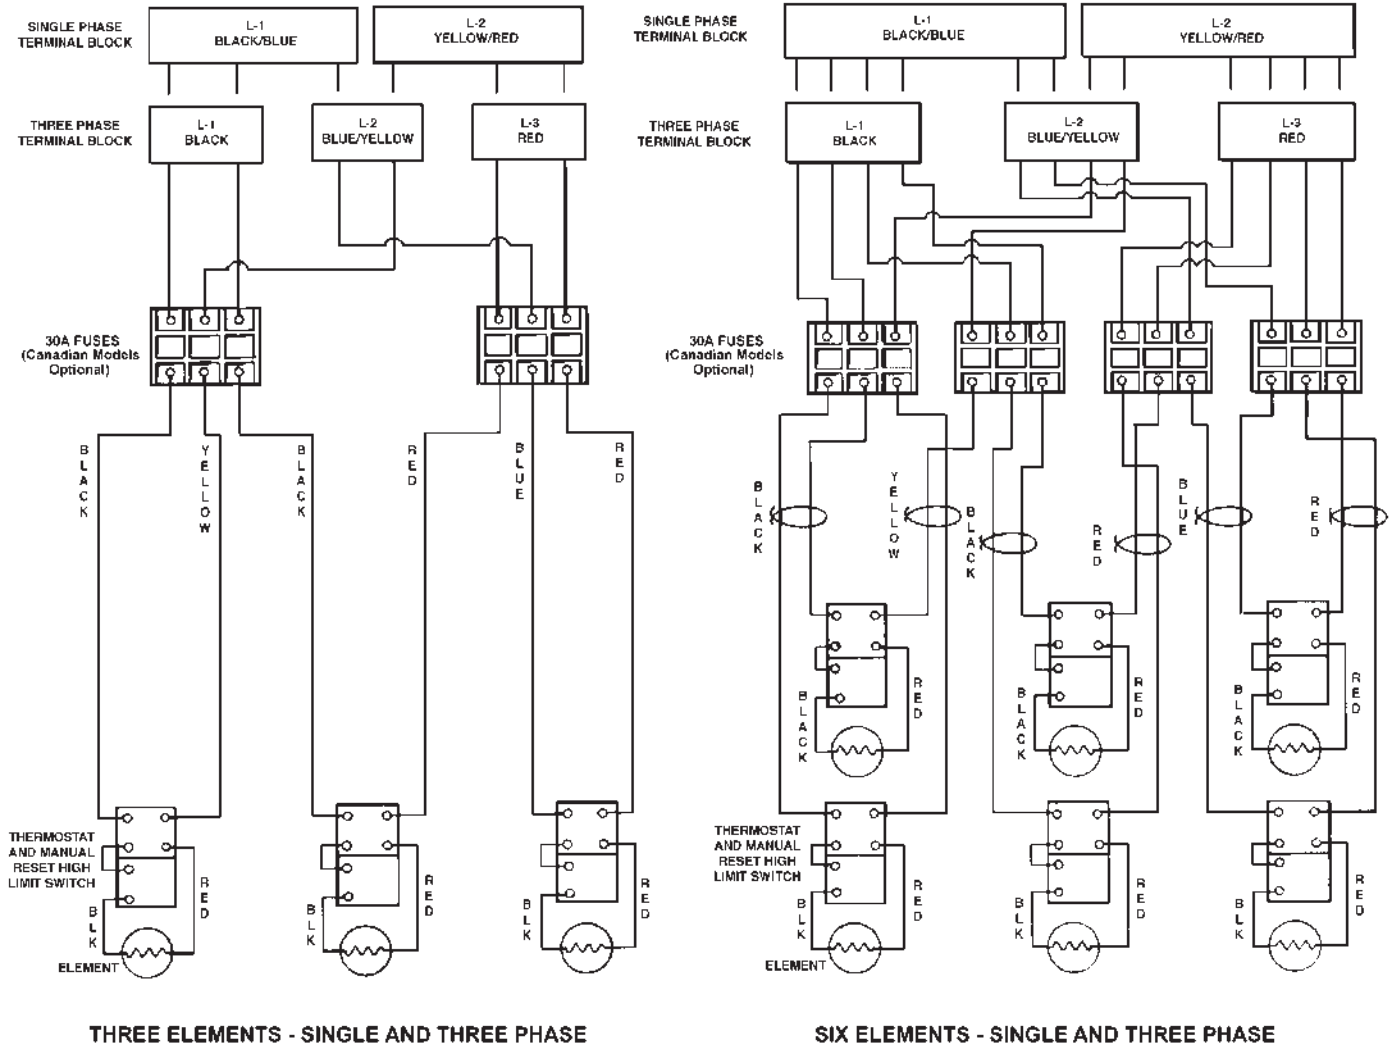 SINGLE PHASE
TERMINAL BLOCK
L-1
BLACK/BLUE
L-2
YELLOW/RED
THREE PHASE
TERMINAL BLOCK
L-1
BLACK
L-2
BLUE/YELLOW
L-3
RED
30A FUSES
(Canadian Models
Optional)
BLACK
YELLOW
BLACK
RED
BLUE
RED
THERMOSTAT
AND MANUAL
RESET HIGH
LIMIT SWITCH
BLK
RED
BLK
RED
BLK
RED
ELEMENT
THREE ELEMENTS - SINGLE AND THREE PHASE
SINGLE PHASE
TERMINAL BLOCK
L-1
BLACK/BLUE
L-2
YELLOW/RED
THREE PHASE
TERMINAL BLOCK
L-1
BLACK
L-2
BLUE/YELLOW
L-3
RED
30A FUSES
(Canadian Models
Optional)
BLACK
YELLOW
BLACK
RED
BLUE
RED
BLACK
RED
BLACK
RED
BLACK
RED
THERMOSTAT
AND MANUAL
RESET HIGH
LIMIT SWITCH
BLK
RED
BLK
RED
BLK
RED
ELEMENT
SIX ELEMENTS - SINGLE AND THREE PHASE